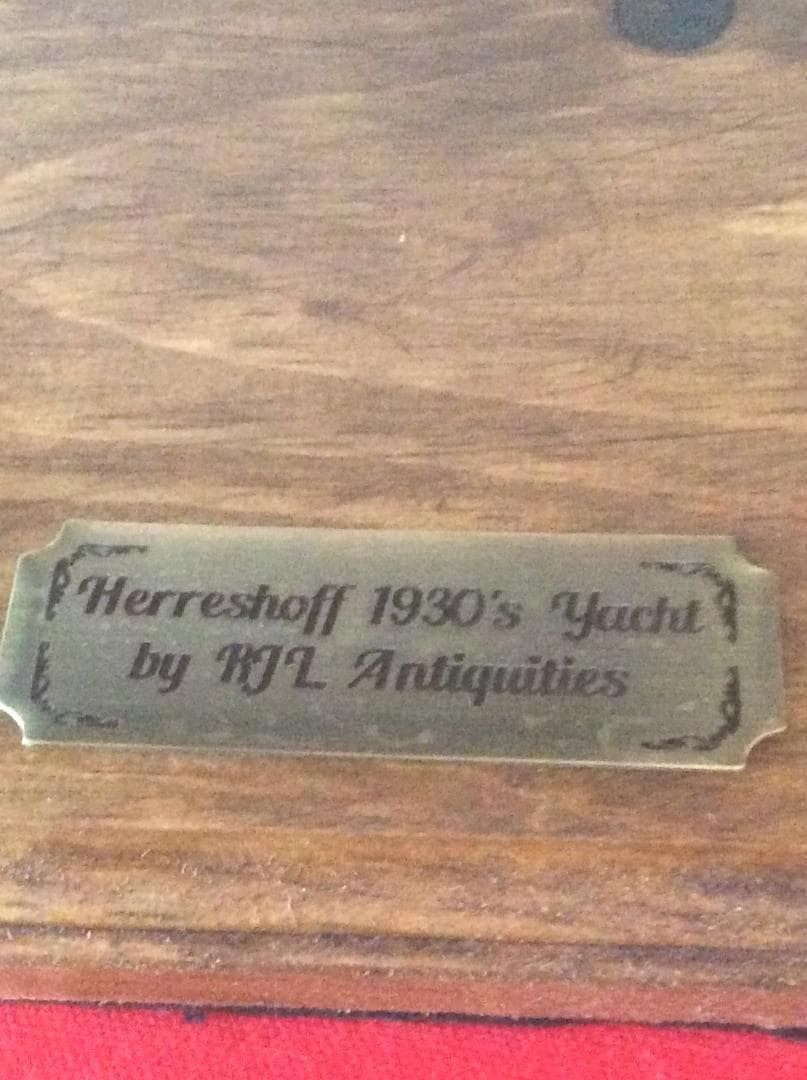 Herreshoff 1930's Yacht
by RJL Antiquities